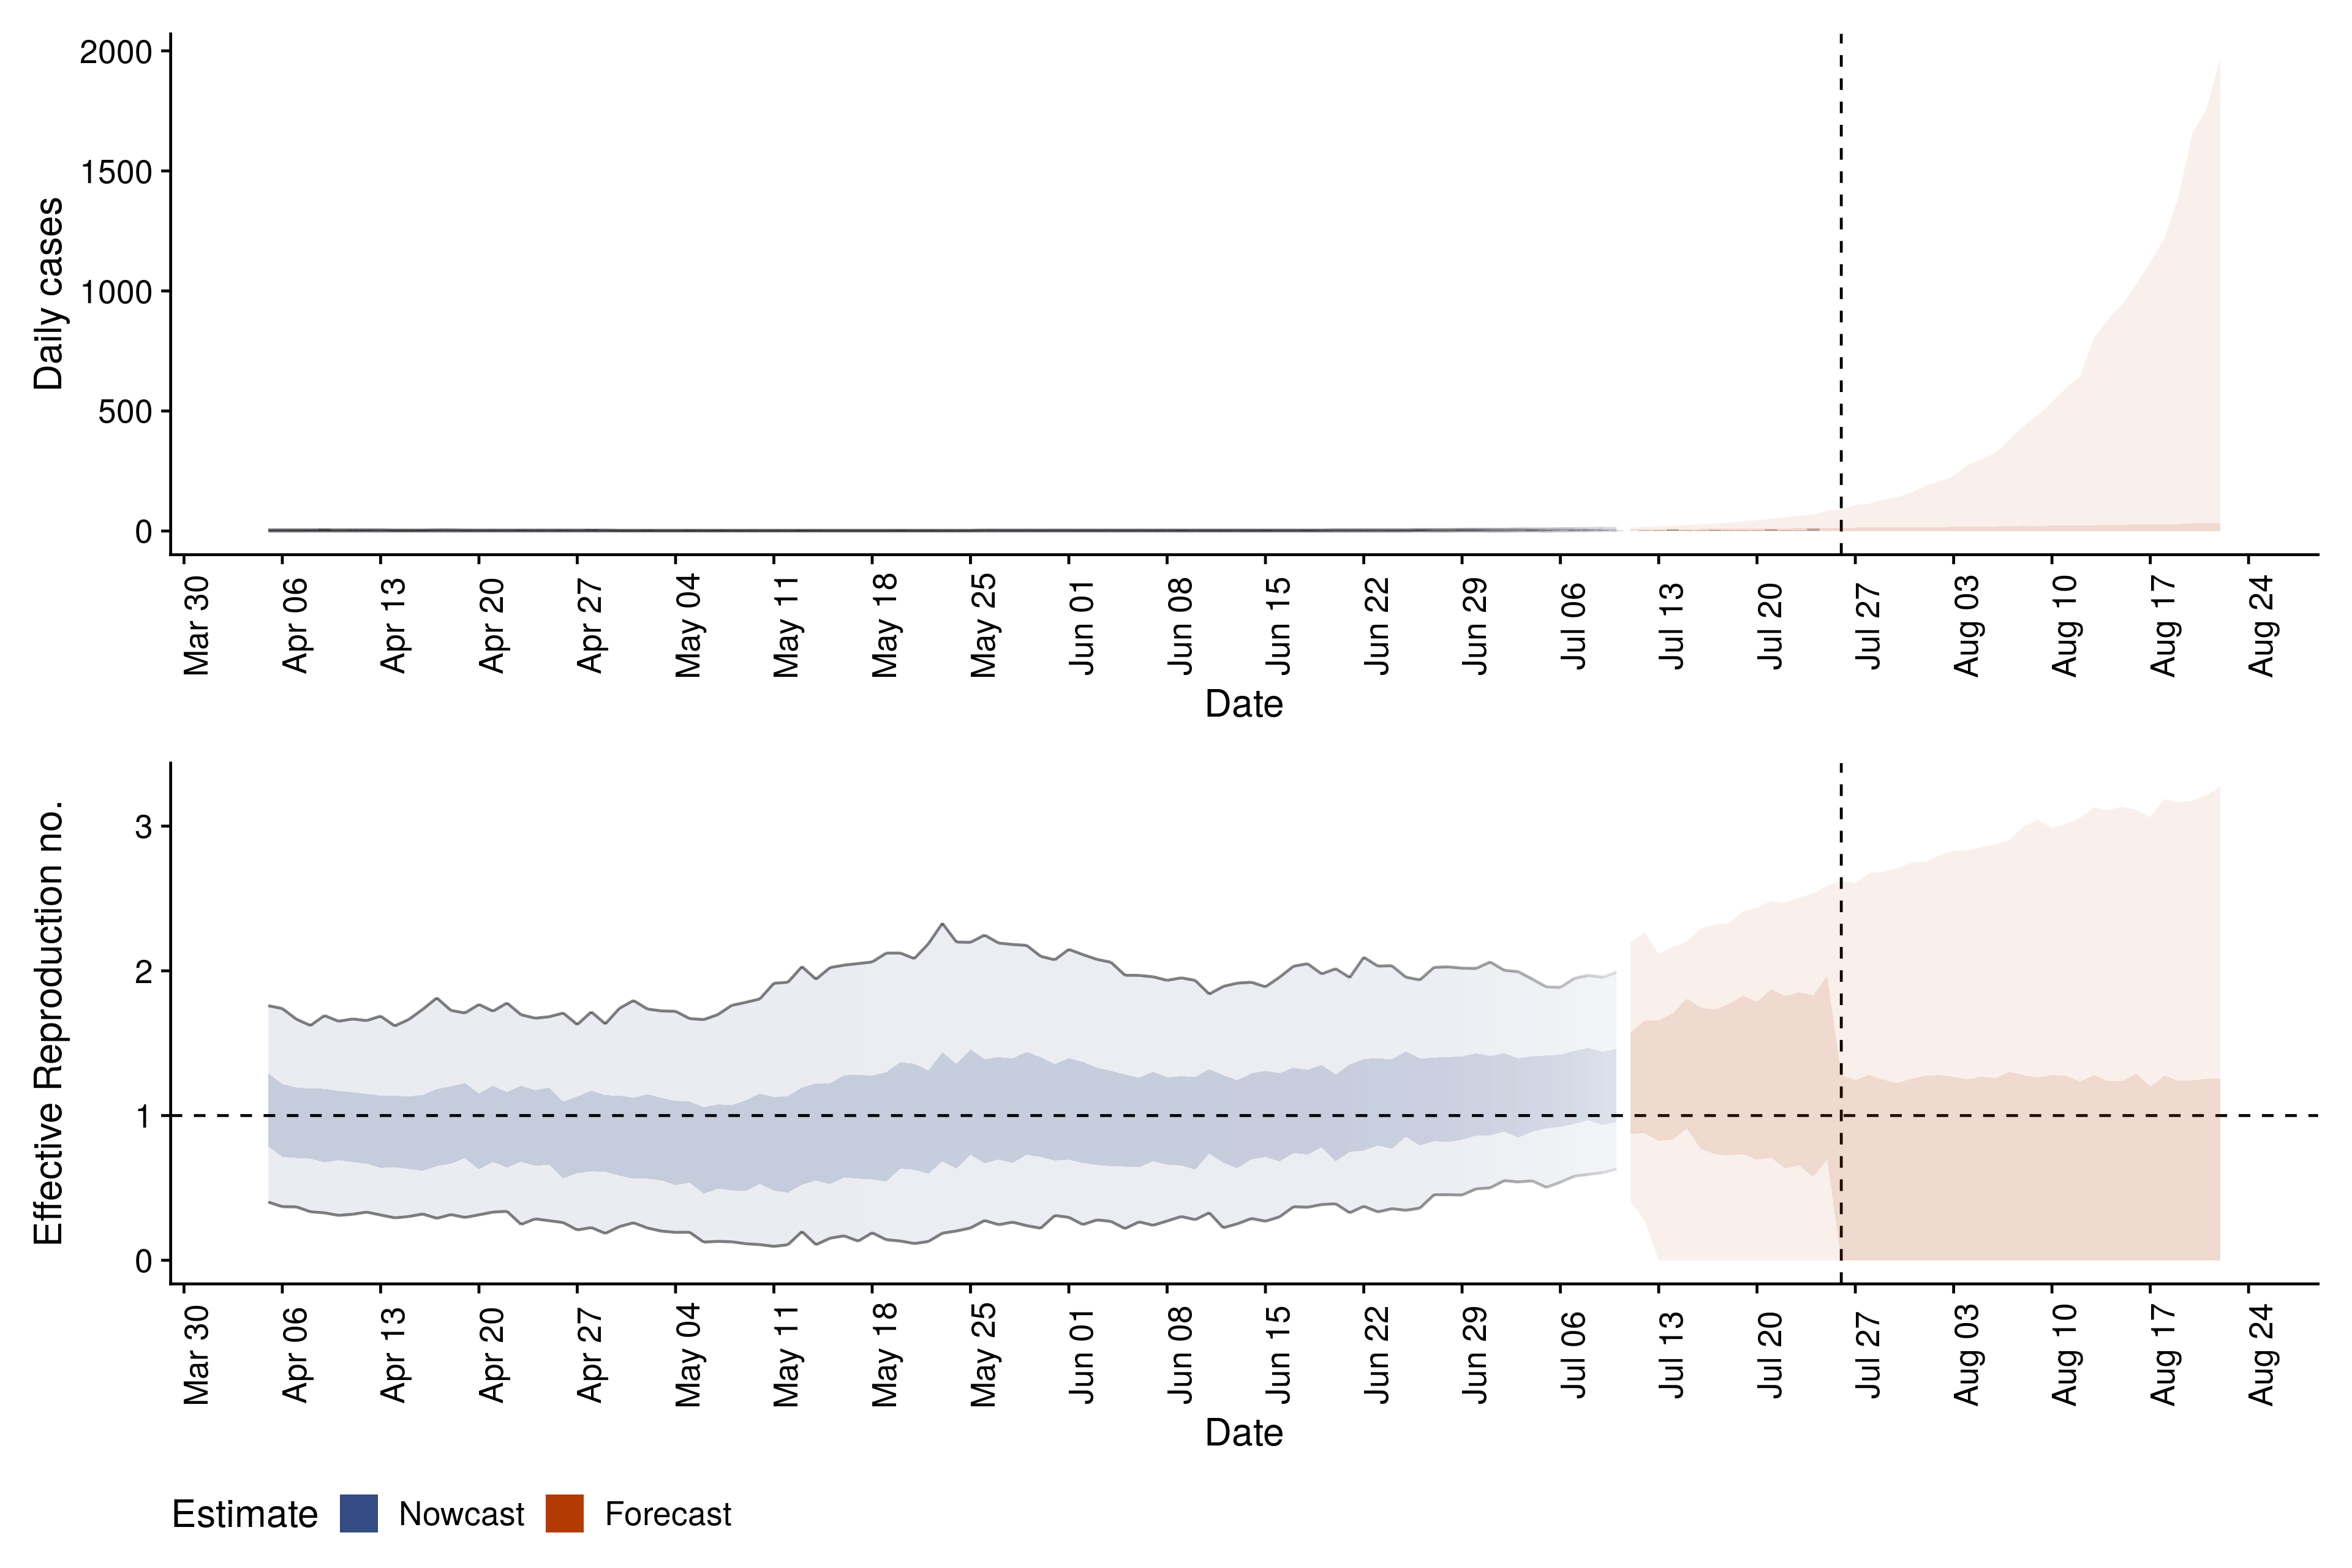 Daily cases
2000
1500
1000
500
0
Mar 30 Apr 06 Apr 13 Apr 20 Apr 27 May 04 May 11 May 18 May 25 Jun 01 Jun 08 Jun 15 Jun 22 Jun 29 Jul 06 Jul 13 Jul 20 Jul 27 Aug 03 Aug 10 Aug 17 Aug 24
Date
Effective Reproduction no.
3
2
1
0
Mar 30 Apr 06 Apr 13 Apr 20 Apr 27 May 04 May 11 May 18 May 25 Jun 01 Jun 08 Jun 15 Jun 22 Jun 29 Jul 06 Jul 13 Jul 20 Jul 27 Aug 03 Aug 10 Aug 17 Aug 24
Date
Estimate Nowcast Forecast